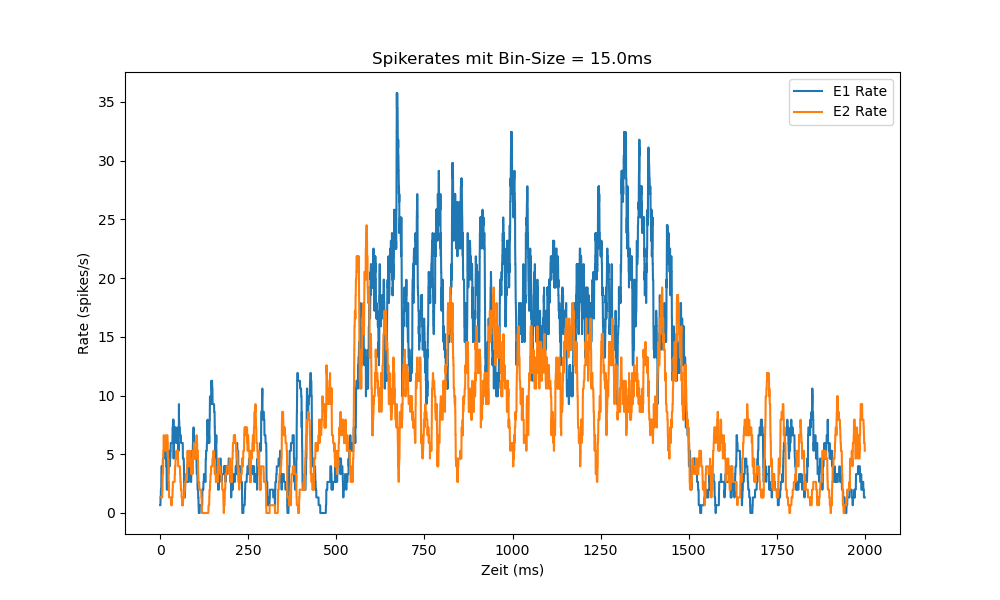 Spikerates mit Bin-Size = 15.0ms
E1 Rate
E2 Rate
Rate (spikes/s)
35
30
25
20
15
10
5
0
0 250 500 750 1000 1250 1500 1750 2000
Zeit (ms)